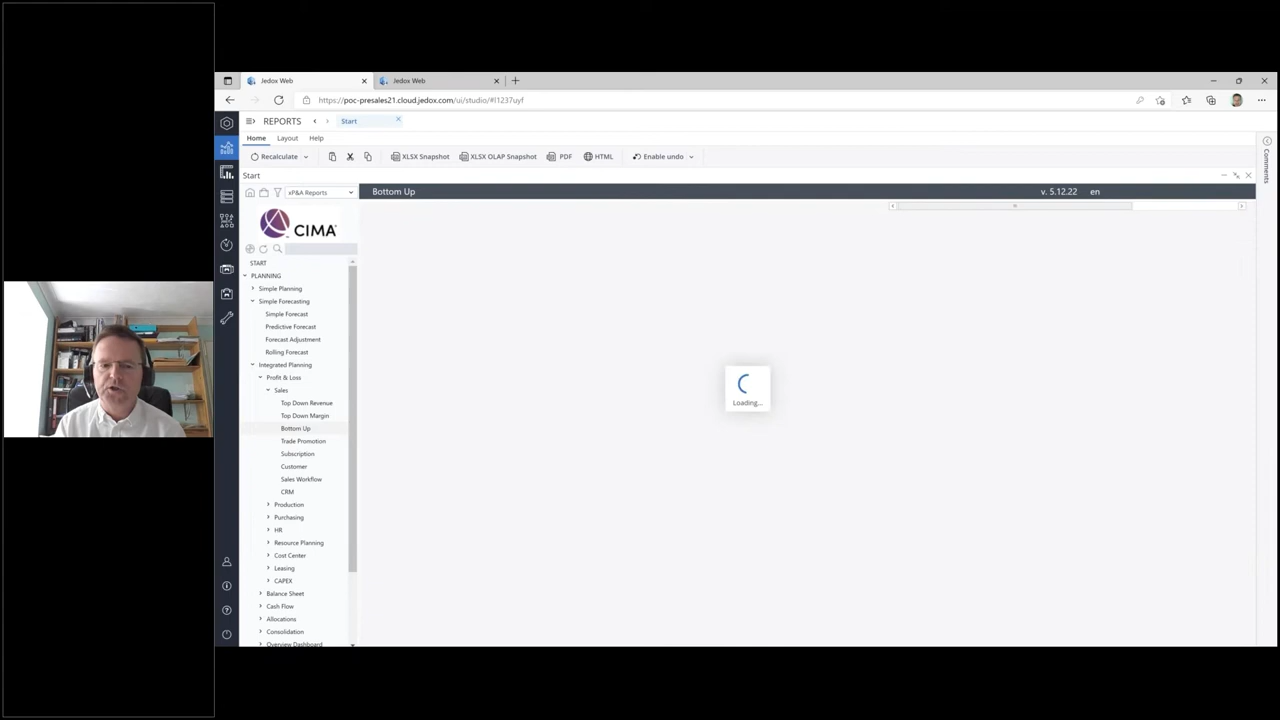 Jedox Web
Jedox Web
https://poc-presales21.cloud.jedox.com/ui/studio/#l1237uyf
REPORTS
Start
Home
Layout
Help
Recalculate
XLSX Snapshot
XLSX OLAP Snapshot
PDF
HTML
Enable undo
Comments
Start
xP&A Reports
Bottom Up
v. 5.12.22
en
CIMA
START
PLANNING
Simple Planning
Simple Forecasting
Simple Forecast
Predictive Forecast
Forecast Adjustment
Rolling Forecast
Integrated Planning
Profit & Loss
Sales
Top Down Revenue
Top Down Margin
Bottom Up
Trade Promotion
Subscription
Customer
Sales Workflow
CRM
Production
Purchasing
HR
Resource Planning
Cost Center
Leasing
CAPEX
Balance Sheet
Cash Flow
Allocations
Consolidation
Overview Dashboard
Loading...